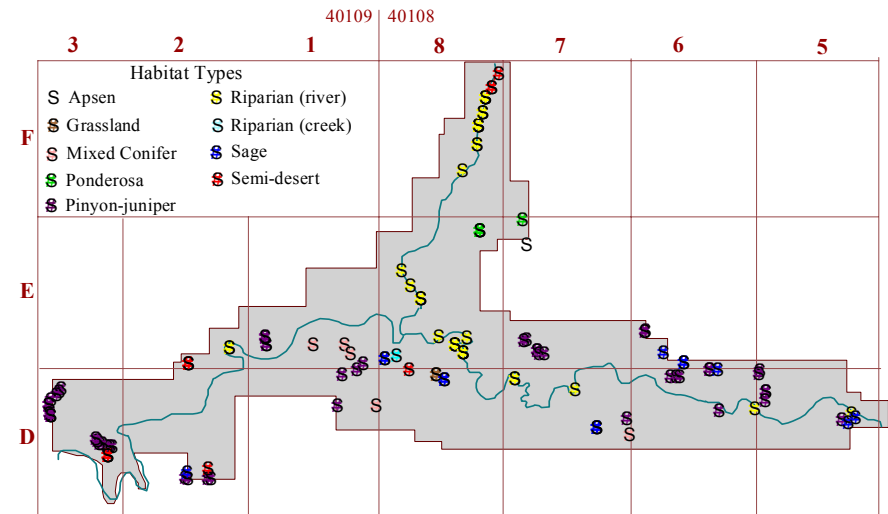 40109 40108
3 2 1 8 7 6 5
Habitat Types
S Apsen
S Riparian (river)
S Grassland
S Riparian (creek)
S Mixed Conifer
S Sage
S Ponderosa
S Semi-desert
S Pinyon-juniper
F
E
D